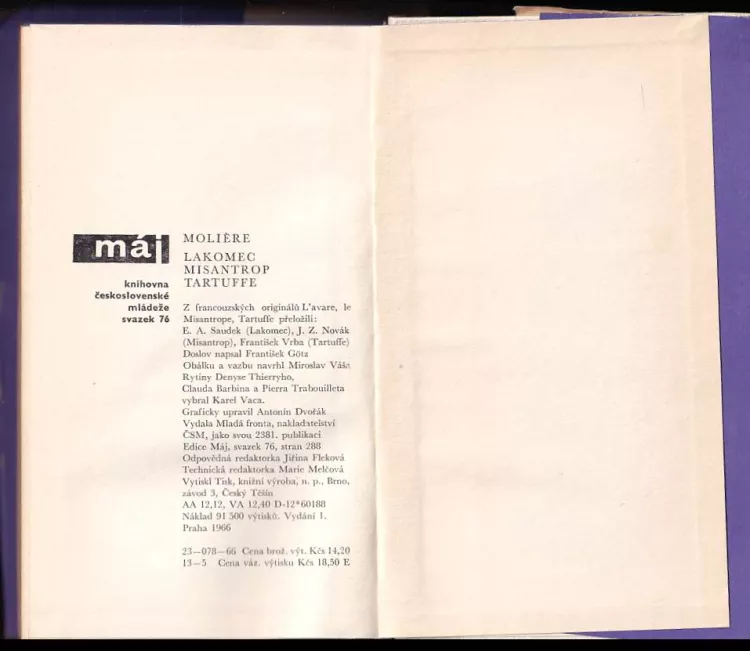 máj
knihovna
československé
mládeže
svazek 76
MOLIÈRE
LAKOMEC
MISANTROP
TARTUFFE
Z francouzských originálů L'avare, le
Misantrope, Tartuffe přeložili:
E. A. Saudek (Lakomec), J. Z. Novák
(Misantrop), František Vrba (Tartuffe)
Doslov napsal František Götz
Obálku a vazbu navrhl Miroslav Váša
Rytiny Denyse Thierryho,
Clauda Barbina a Pierra Trabouilleta
vybral Karel Vaca.
Graficky upravil Antonín Dvořák
Vydala Mladá fronta, nakladatelství
ČSM, jako svou 2381. publikaci
Edice Máj, svazek 76, stran 288
Odpovědná redaktorka Jiřina Fleková
Technická redaktorka Marie Melčová
Vytiskl Tisk, knižní výroba, n. p., Brno,
závod 3, Český Těšín
AA 12,12, VA 12,40 D-12*60188
Náklad 91 500 výtisků. Vydání 1.
Praha 1966
23—078—66 Cena brož. výt. Kčs 14,20
13—5 Cena váz. výtisku Kčs 18,50 E